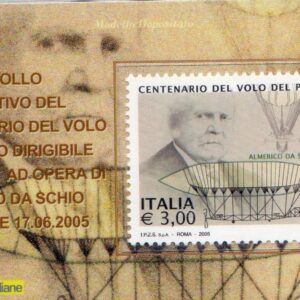 Modello Depositato
OLLO
TIVO DEL
RIO DEL VOLO
O DIRIGIBILE
AD OPERA DI
O DA SCHIO
E 17.06.2005
CENTENARIO DEL VOLO DEL P
ALMERICO DA S
ITALIA
€ 3,00
I.P.Z.S. S.p.A. - ROMA - 2005
liane